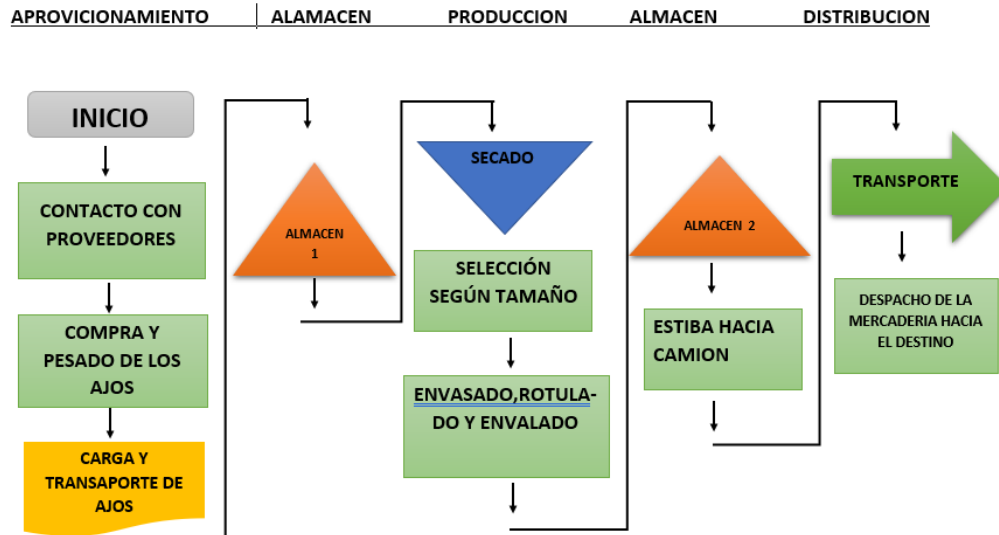 APROVICIONAMIENTO
ALAMACEN
PRODUCCION
ALMACEN
DISTRIBUCION
INICIO
CONTACTO CON
PROVEEDORES
COMPRA Y
PESADO DE LOS
AJOS
CARGA Y
TRANSAPORTE DE
AJOS
ALMACEN
1
SECADO
SELECCIÓN
SEGÚN TAMAÑO
ENVASADO,ROTULA-
DO Y ENVALADO
ALMACEN 2
ESTIBA HACIA
CAMION
TRANSPORTE
DESPACHO DE LA
MERCADERIA HACIA
EL DESTINO